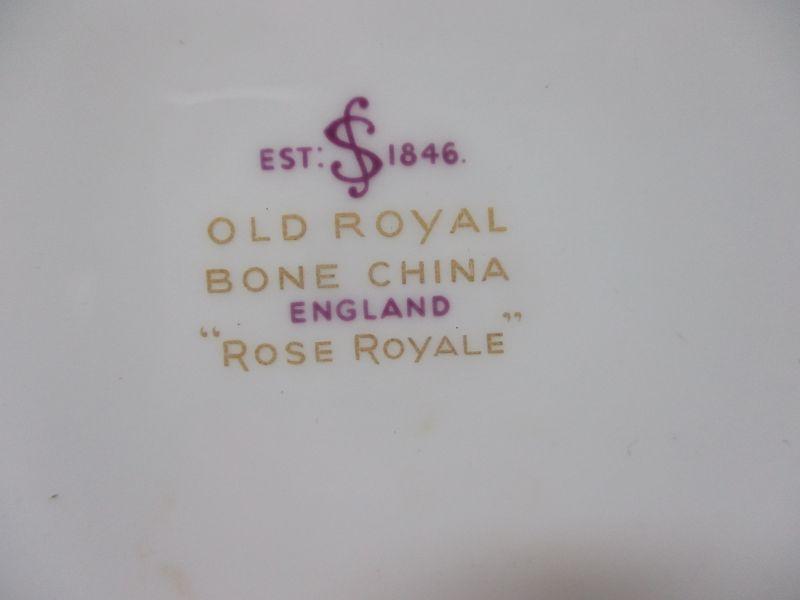 EST: S 1846.
OLD ROYAL
BONE CHINA
ENGLAND
"ROSE ROYALE"